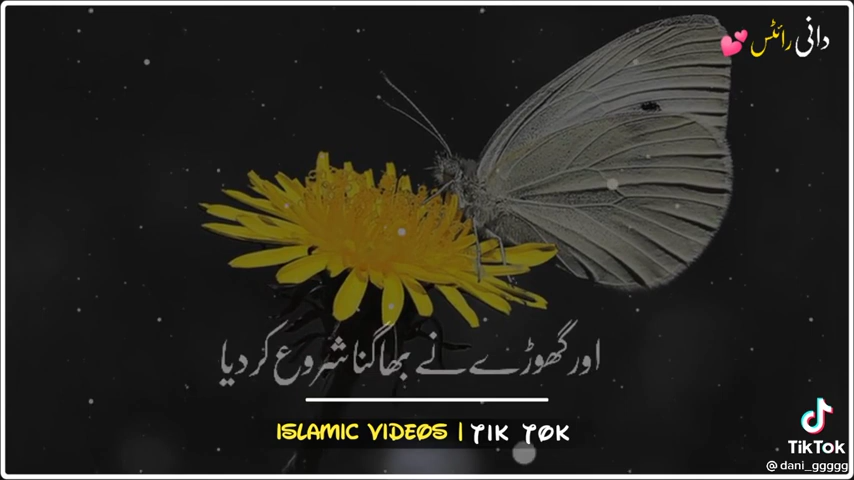 دانی رائٹس
اور گھوڑے نے بھاگنا شروع کر دیا
ISLAMIC VIDEOS | TIK TOK
TikTok
@dani_ggggg